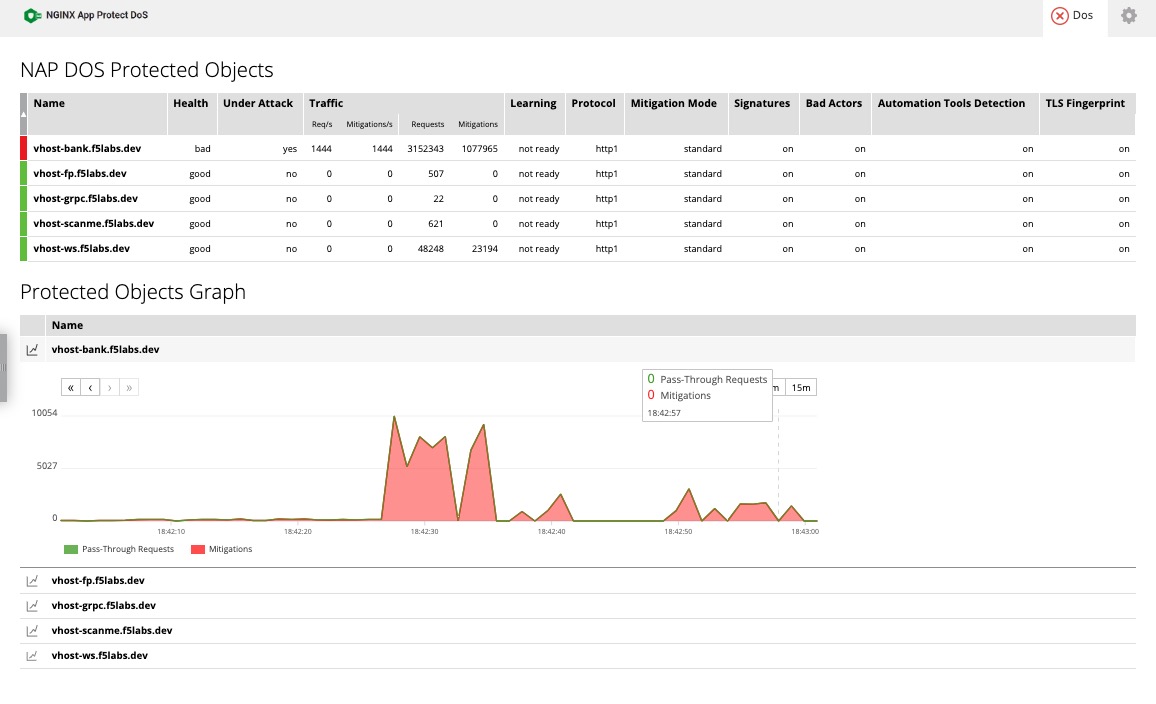 NGINX App Protect DoS Dos
NAP DOS Protected Objects
Name Health Under Attack Traffic Learning Protocol Mitigation Mode Signatures Bad Actors Automation Tools Detection TLS Fingerprint
Req/s Mitigations/s Requests Mitigations
vhost-bank.f5labs.dev bad yes 1444 1444 3152343 1077965 not ready http1 standard on on on on
vhost-fp.f5labs.dev good no 0 0 507 0 not ready http1 standard on on on on
vhost-grpc.f5labs.dev good no 0 0 22 0 not ready http1 standard on on on on
vhost-scanme.f5labs.dev good no 0 0 621 0 not ready http1 standard on on on on
vhost-ws.f5labs.dev good no 0 0 48248 23194 not ready http1 standard on on on on
Protected Objects Graph
Name
vhost-bank.f5labs.dev
« ‹ › » m 15m
0 Pass-Through Requests
0 Mitigations
18:42:57
10054
5027
0
18:42:10 18:42:20 18:42:30 18:42:40 18:42:50 18:43:00
Pass-Through Requests Mitigations
vhost-fp.f5labs.dev
vhost-grpc.f5labs.dev
vhost-scanme.f5labs.dev
vhost-ws.f5labs.dev